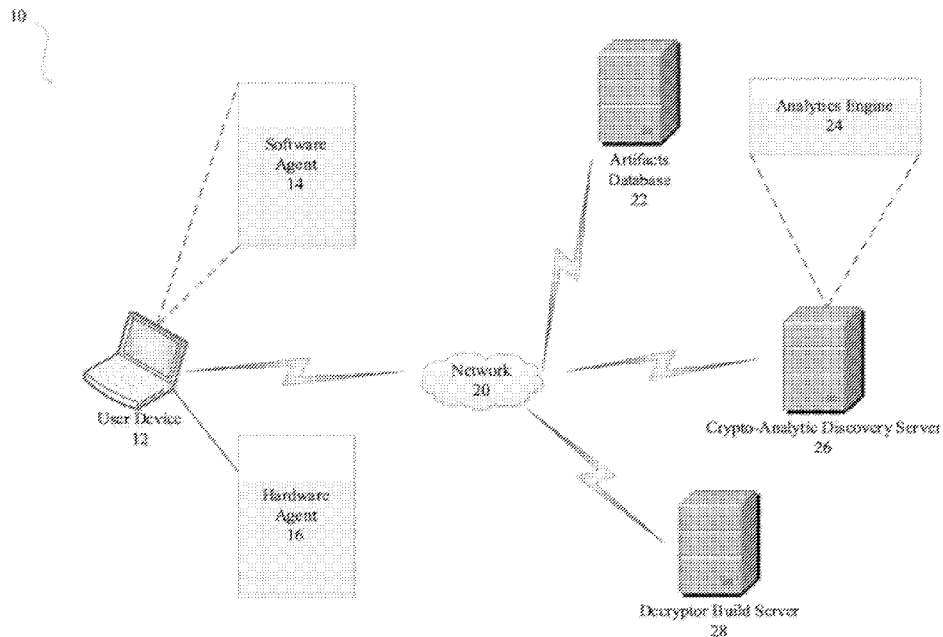 10
Software
Agent
14
Artifacts
Database
22
Analytics Engine
24
User Device
12
Network
20
Crypto-Analytic Discovery Server
26
Hardware
Agent
16
Decryptor Build Server
28